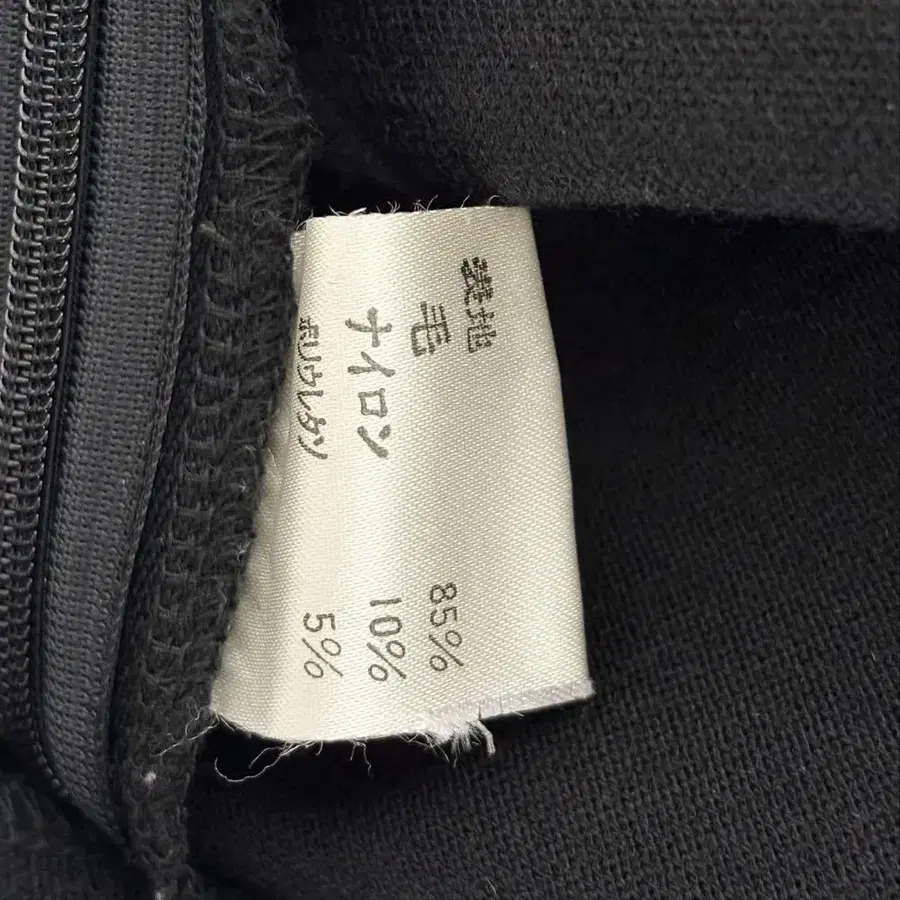 表地
毛 85%
ナイロン 10%
ポリウレタン 5%